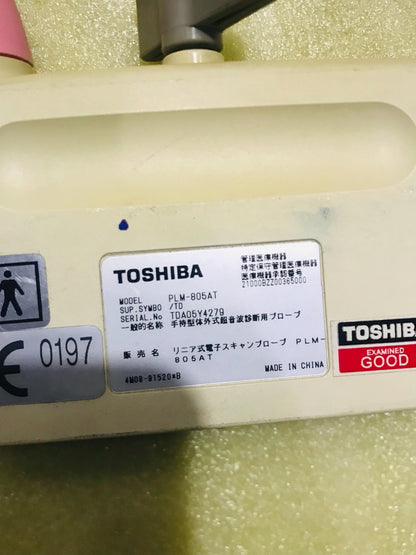 TOSHIBA
管理医療機器
特定保守管理医療機器
医療機器承認番号
21000BZZ00365000
MODEL PLM-805AT
SUP.SYMBO /TO
SERIAL.No TDA05Y4279
一般的名称 手持型体外式超音波診断用プローブ
販売名 リニア式電子スキャンプローブ PLM-
805AT
4M08-91520*B
MADE IN CHINA
CE 0197
TOSHIBA
EXAMINED
GOOD